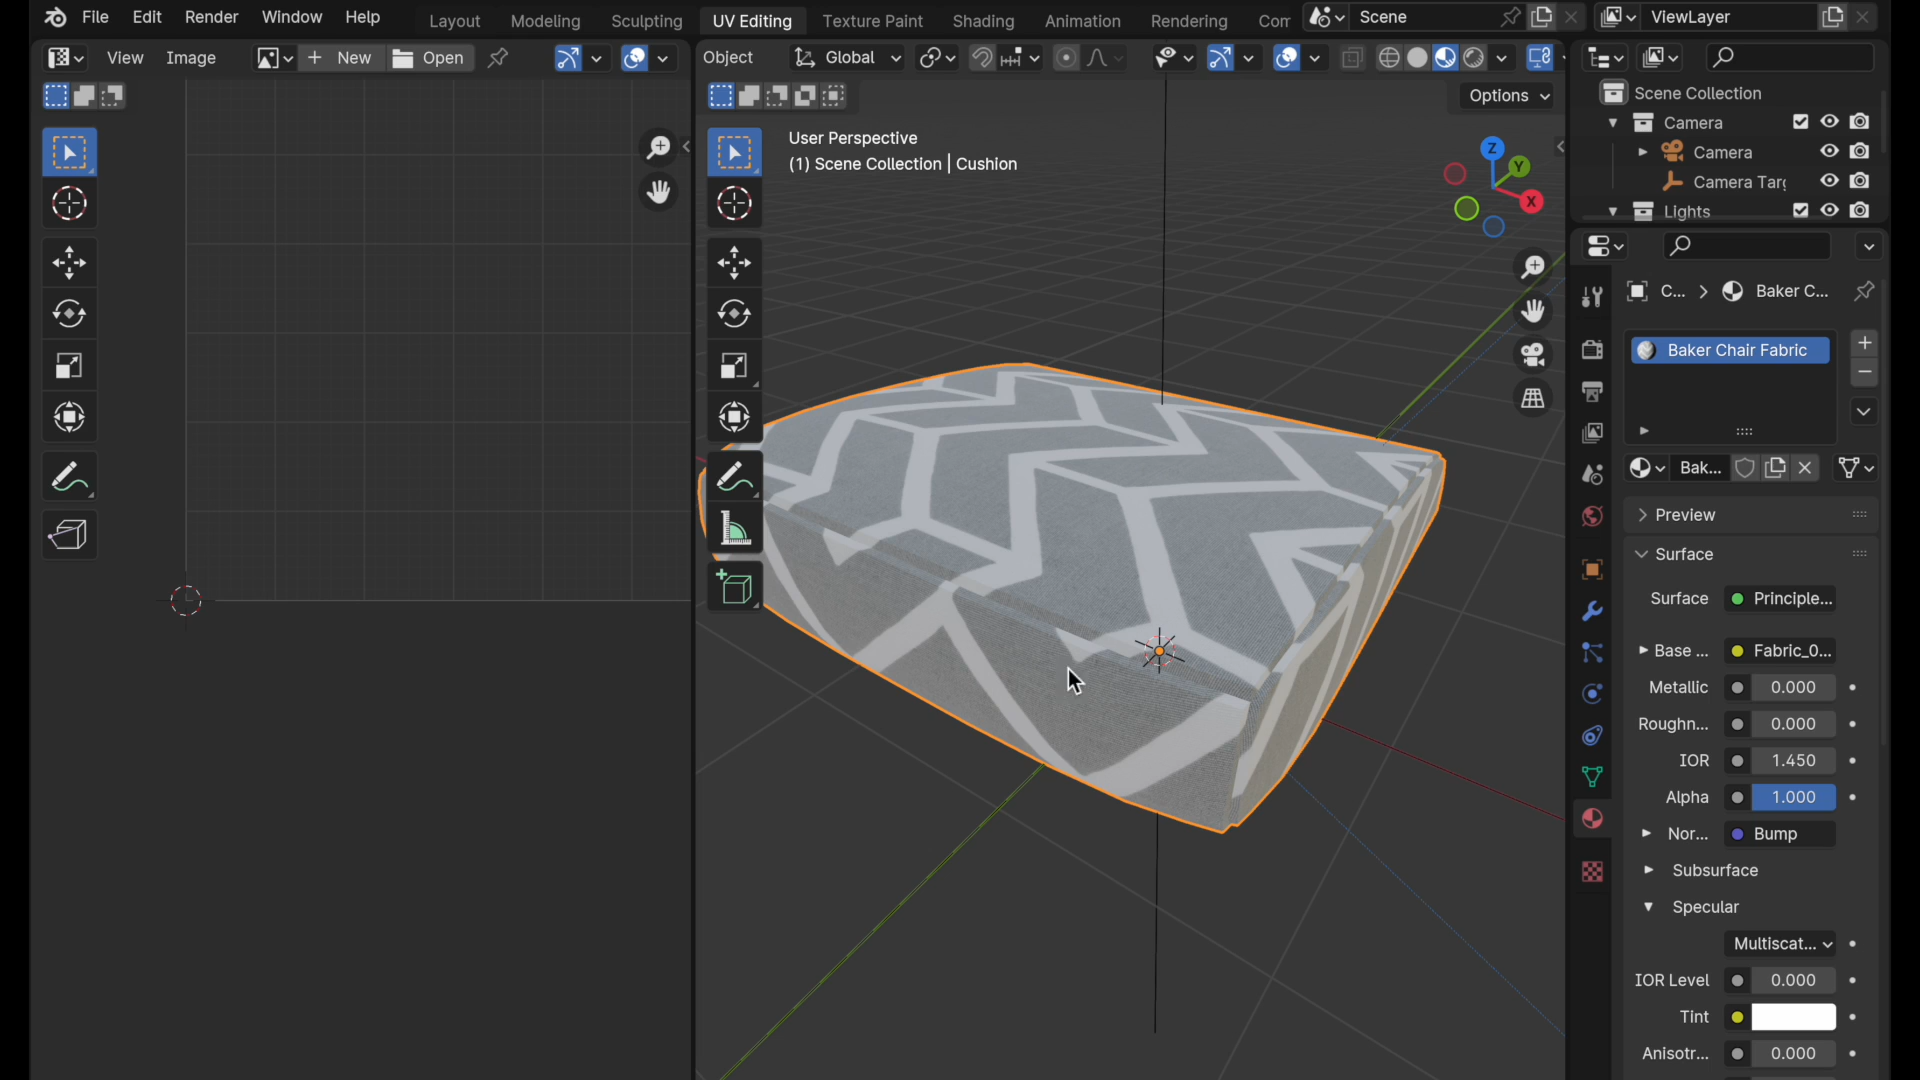 File Edit Render Window Help Layout Modeling Sculpting UV Editing Texture Paint Shading Animation Rendering Con Scene ViewLayer
View Image New Open Object Global
Options
User Perspective
(1) Scene Collection | Cushion
Z
Y
X
Scene Collection
Camera
Camera
Camera Targ
Lights
C... Baker C...
Baker Chair Fabric
Bak...
Preview
Surface
Surface Principle...
Base ... Fabric_0...
Metallic 0.000
Roughn... 0.000
IOR 1.450
Alpha 1.000
Nor... Bump
Subsurface
Specular
Multiscat...
IOR Level 0.000
Tint
Anisotr... 0.000